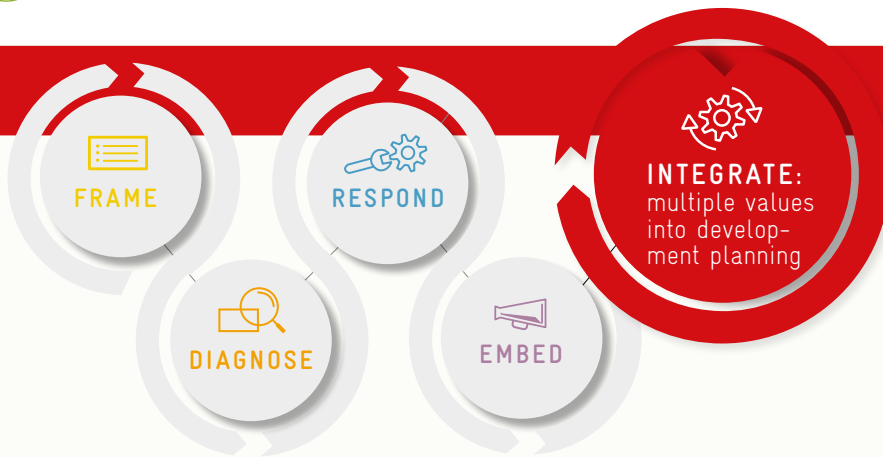 FRAME
DIAGNOSE
RESPOND
EMBED
INTEGRATE:
multiple values
into develop-
ment planning